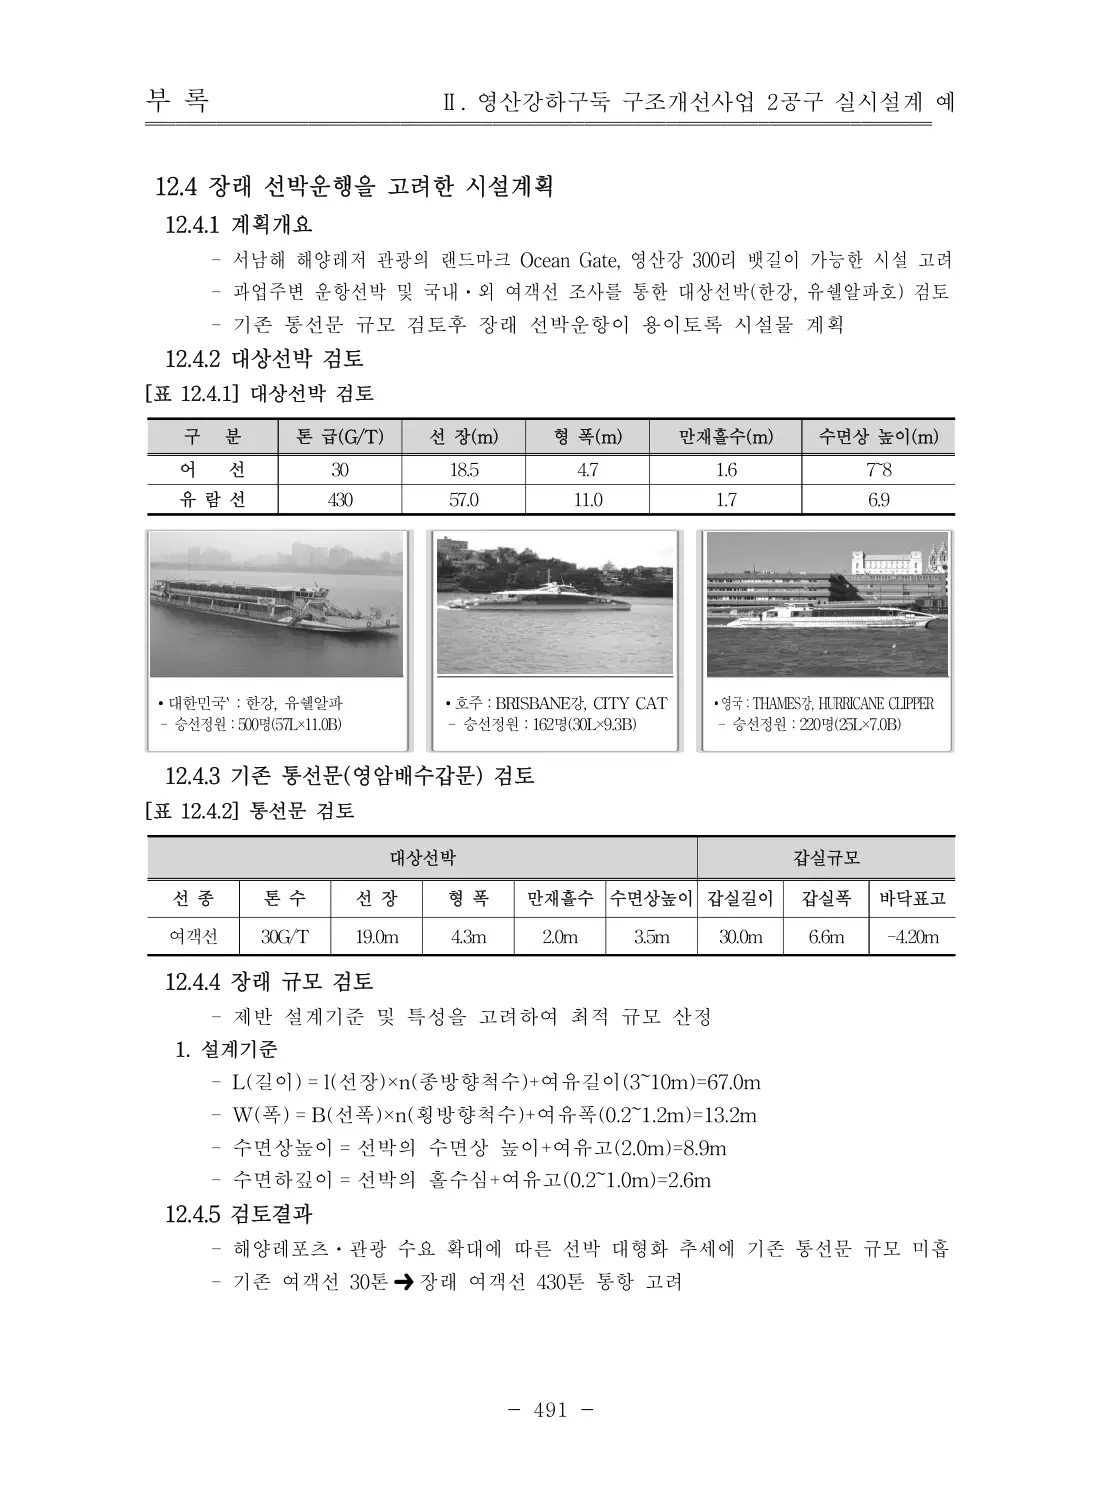 부 록
Ⅱ. 영산강하구둑 구조개선사업 2공구 실시설계 예
12.4 장래 선박운행을 고려한 시설계획
12.4.1 계획개요
- 서남해 해양레저 관광의 랜드마크 Ocean Gate, 영산강 300리 뱃길이 가능한 시설 고려
- 과업주변 운항선박 및 국내·외 여객선 조사를 통한 대상선박(한강, 유쉘알파호) 검토
- 기존 통선문 규모 검토후 장래 선박운항이 용이토록 시설물 계획
12.4.2 대상선박 검토
[표 12.4.1] 대상선박 검토
구 분 톤 급(G/T) 선 장(m) 형 폭(m) 만재흘수(m) 수면상 높이(m)
어 선 30 18.5 4.7 1.6 7~8
유 람 선 430 57.0 11.0 1.7 6.9
•대한민국` : 한강, 유쉘알파
- 승선정원 : 500명(57L×11.0B)
•호주 : BRISBANE강, CITY CAT
- 승선정원 : 162명(30L×9.3B)
•영국 : THAMES강, HURRICANE CLIPPER
- 승선정원 : 220명(25L×7.0B)
12.4.3 기존 통선문(영암배수갑문) 검토
[표 12.4.2] 통선문 검토
대상선박 갑실규모
선 종 톤 수 선 장 형 폭 만재흘수 수면상높이 갑실길이 갑실폭 바닥표고
여객선 30G/T 19.0m 4.3m 2.0m 3.5m 30.0m 6.6m -4.20m
12.4.4 장래 규모 검토
- 제반 설계기준 및 특성을 고려하여 최적 규모 산정
1. 설계기준
- L(길이) = l(선장)×n(종방향척수)+여유길이(3~10m)=67.0m
- W(폭) = B(선폭)×n(횡방향척수)+여유폭(0.2~1.2m)=13.2m
- 수면상높이 = 선박의 수면상 높이+여유고(2.0m)=8.9m
- 수면하깊이 = 선박의 흘수심+여유고(0.2~1.0m)=2.6m
12.4.5 검토결과
- 해양레포츠·관광 수요 확대에 따른 선박 대형화 추세에 기존 통선문 규모 미흡
- 기존 여객선 30톤 ➜ 장래 여객선 430톤 통항 고려
- 491 -